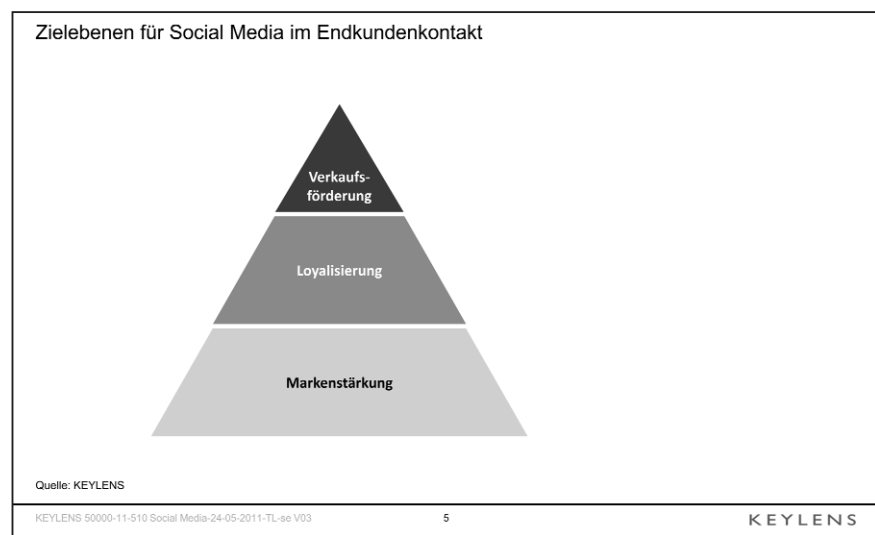 Zielebenen für Social Media im Endkundenkontakt
Verkaufs-
förderung
Loyalisierung
Markenstärkung
Quelle: KEYLENS
KEYLENS 50000-11-510 Social Media-24-05-2011-TL-se V03
5
KEYLENS